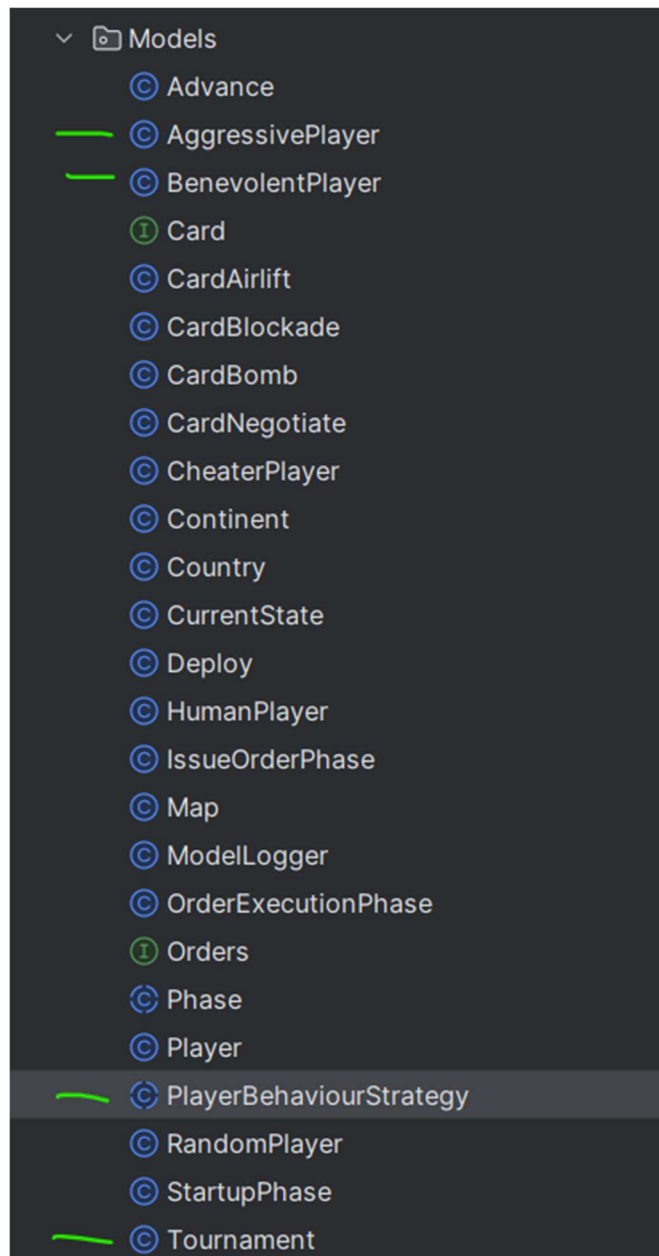 Models
Advance
AggressivePlayer
BenevolentPlayer
Card
CardAirlift
CardBlockade
CardBomb
CardNegotiate
CheaterPlayer
Continent
Country
CurrentState
Deploy
HumanPlayer
IssueOrderPhase
Map
ModelLogger
OrderExecutionPhase
Orders
Phase
Player
PlayerBehaviourStrategy
RandomPlayer
StartupPhase
Tournament